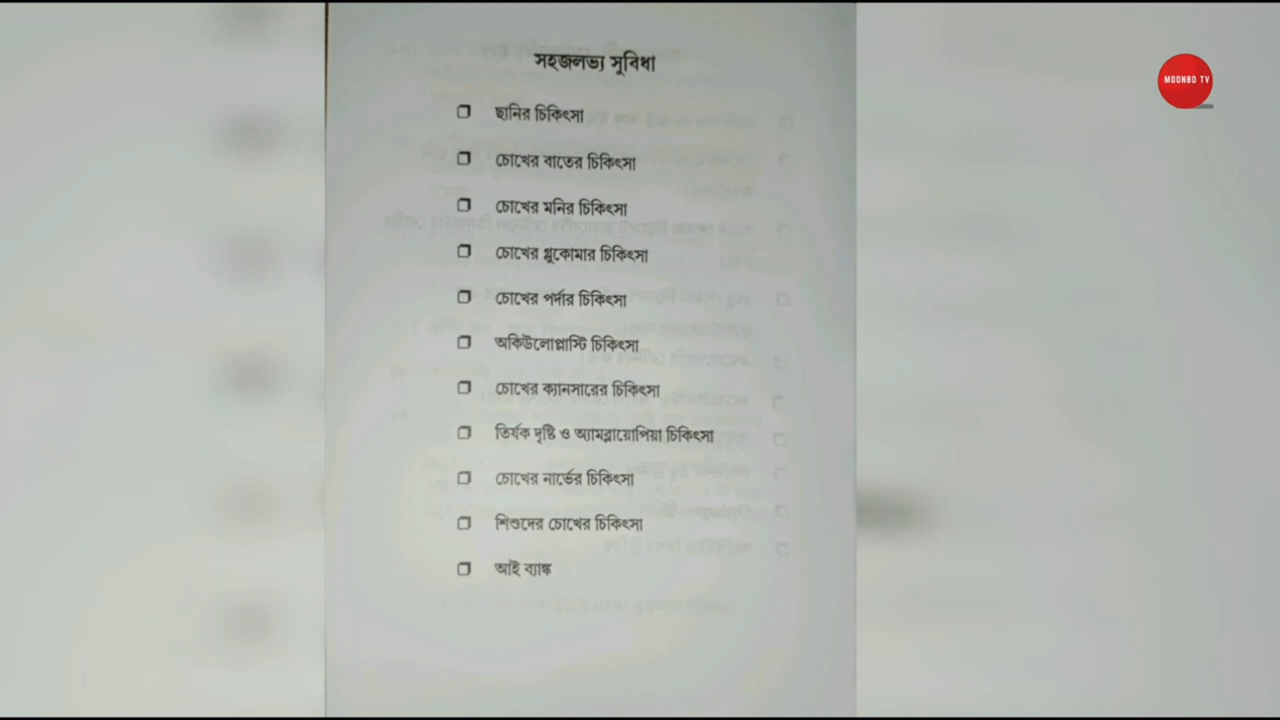 সহজলভ্য সুবিধা
ছানির চিকিৎসা
চোখের বাতের চিকিৎসা
চোখের মনির চিকিৎসা
চোখের গ্লুকোমার চিকিৎসা
চোখের পর্দার চিকিৎসা
অকিউলোপ্লাস্টি চিকিৎসা
চোখের ক্যানসারের চিকিৎসা
তির্যক দৃষ্টি ও অ্যামব্লায়োপিয়া চিকিৎসা
চোখের নার্ভের চিকিৎসা
শিশুদের চোখের চিকিৎসা
আই ব্যাঙ্ক
MOONBD TV